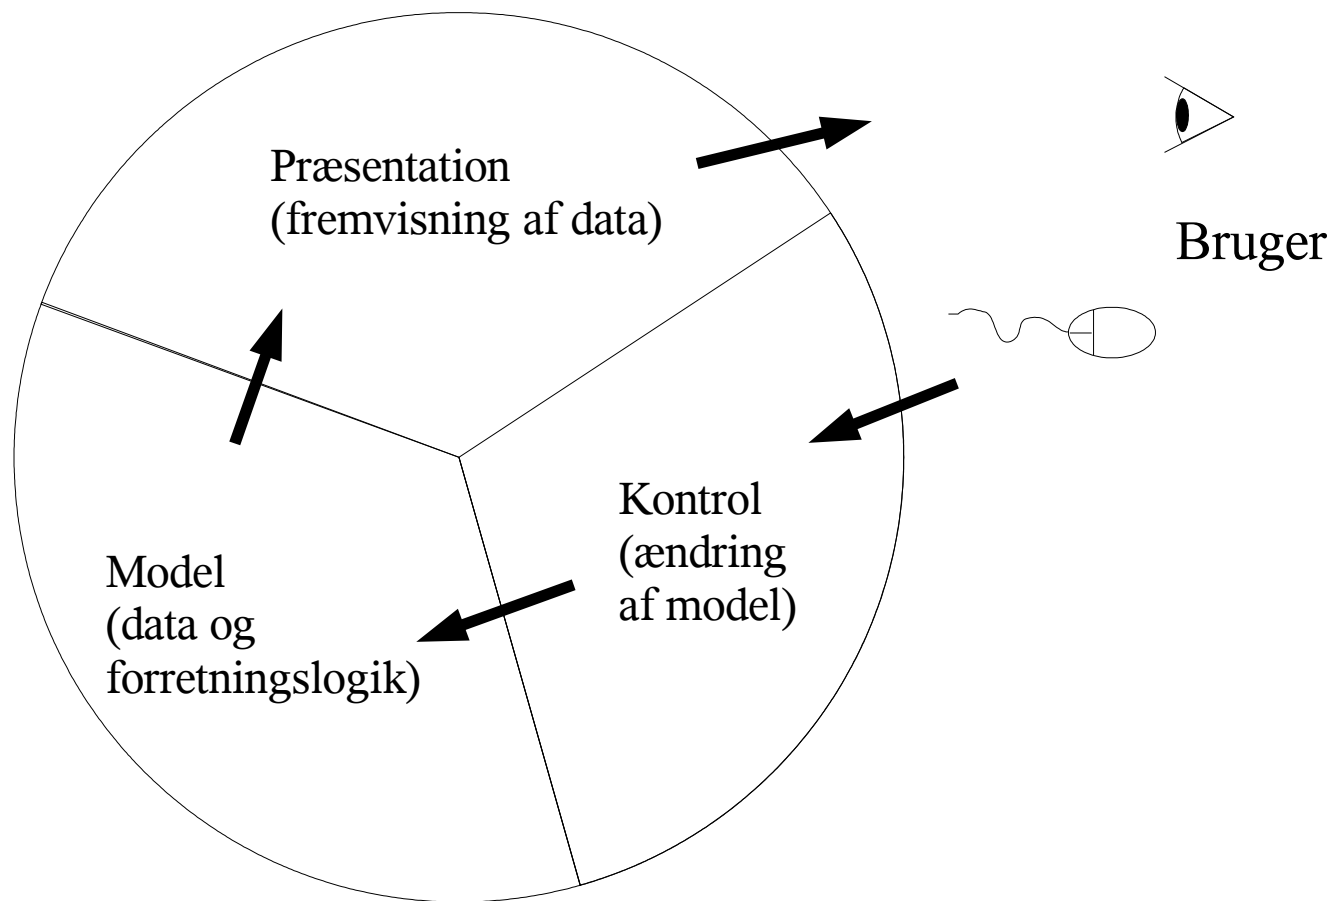 Præsentation
(fremvisning af data)
Bruger
Kontrol
(ændring
af model)
Model
(data og
forretningslogik)